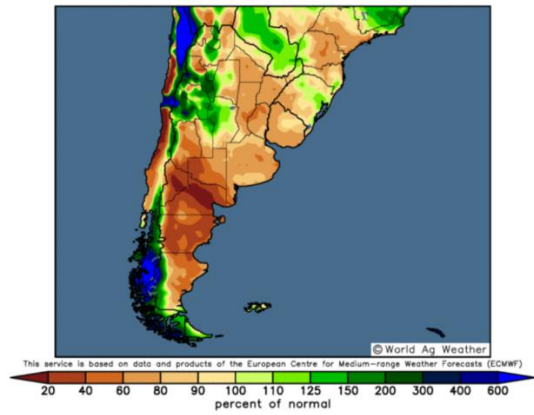 © World Ag Weather
This service is based on data and products of the European Centre for Medium-range Weather Forecasts (ECMWF)
20 40 60 80 90 100 110 125 150 200 300 400 600
percent of normal